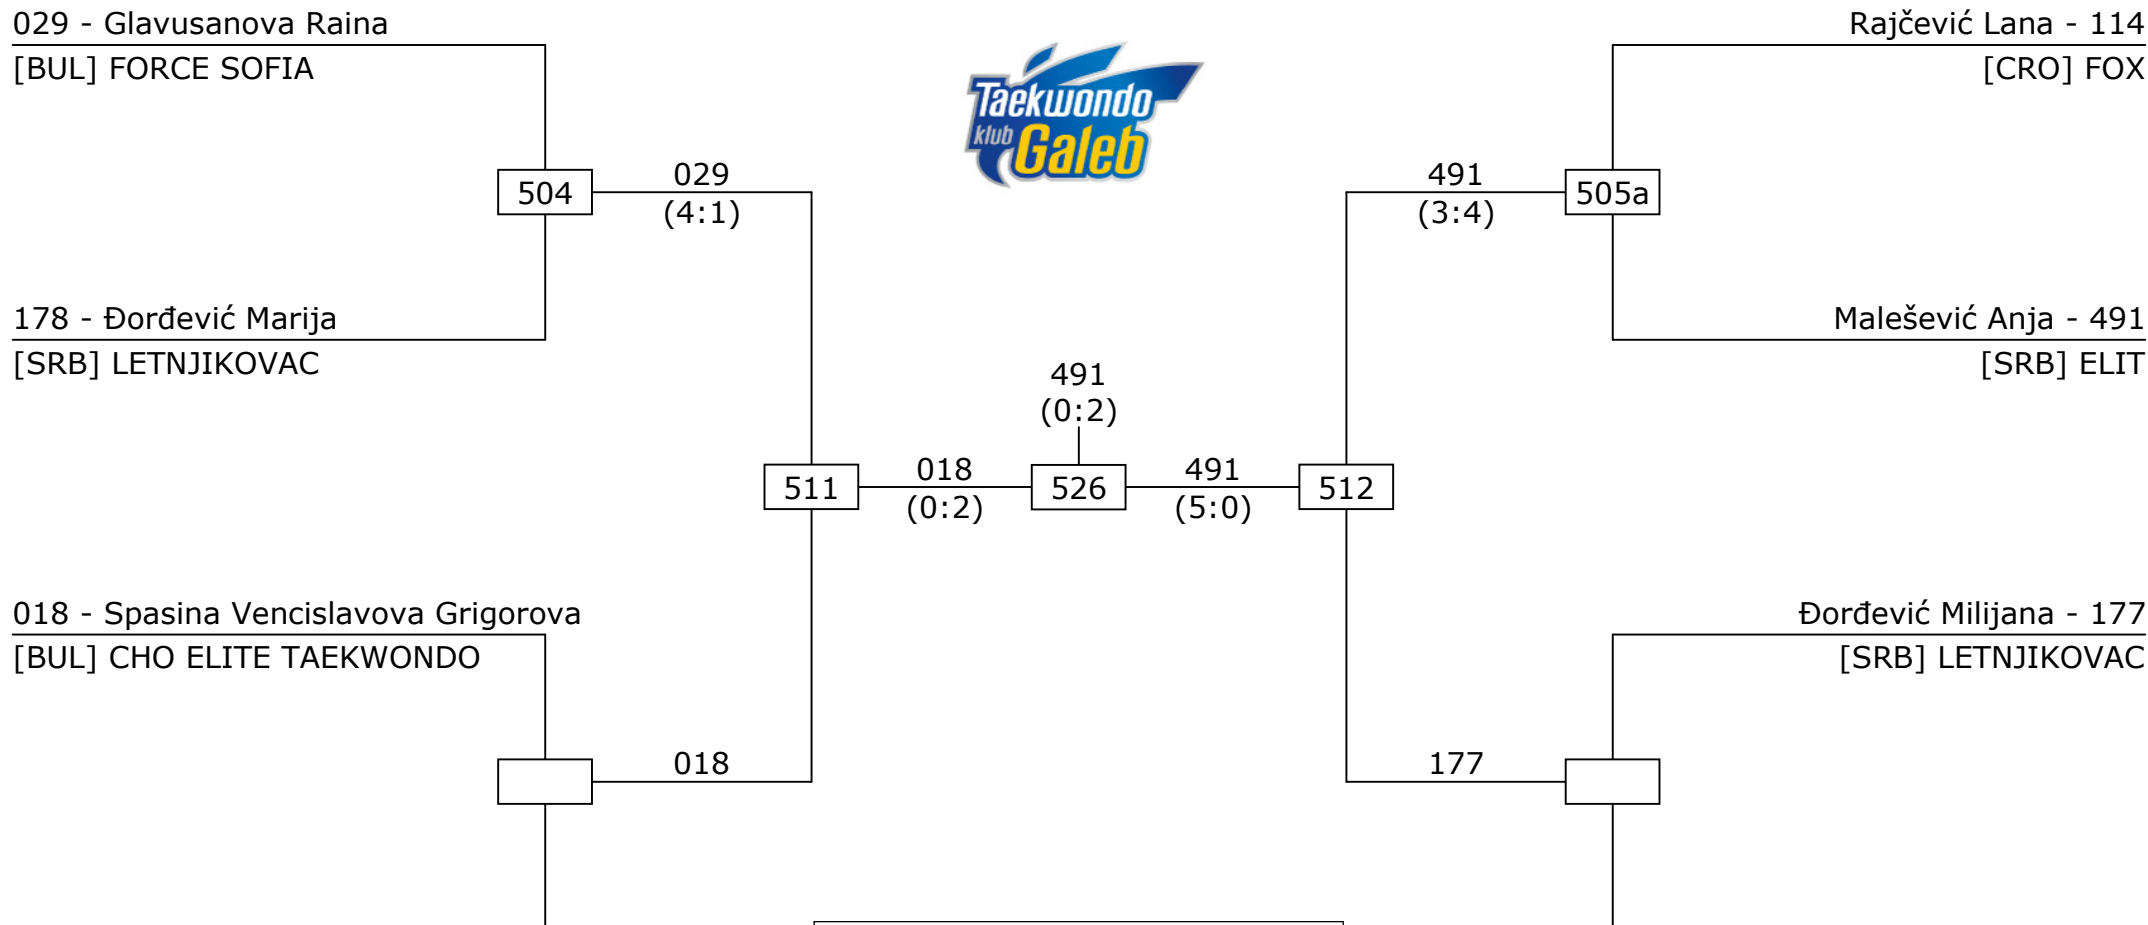 029 - Glavusanova Raina
[BUL] FORCE SOFIA
Rajčević Lana - 114
[CRO] FOX
Taekwondo
klub Galeb
504
029
(4:1)
491
(3:4)
505a
178 - Đorđević Marija
[SRB] LETNJIKOVAC
Malešević Anja - 491
[SRB] ELIT
491
(0:2)
511
018
(0:2)
526
491
(5:0)
512
018 - Spasina Vencislavova Grigorova
[BUL] CHO ELITE TAEKWONDO
Đorđević Milijana - 177
[SRB] LETNJIKOVAC
018
177